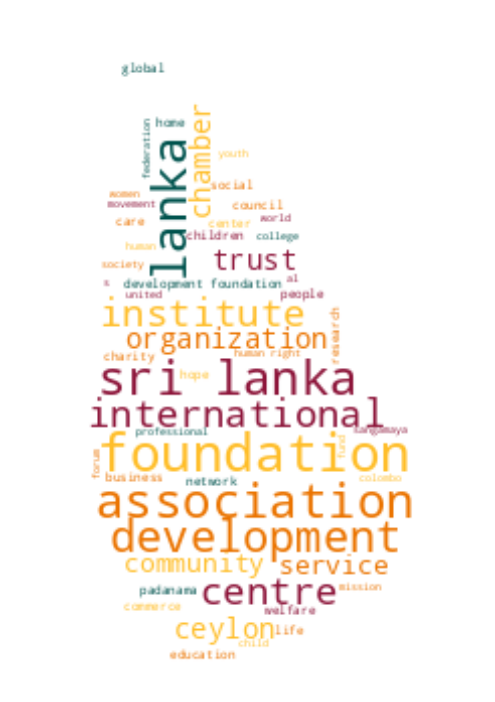 global
federation
home
lanka
chamber
youth
women
social
movement
council
care
center
world
children
college
human
trust
society
s
development foundation
al
united
people
institute
organization
research
charity
human right
sri lanka
hope
international
professional
sangamaya
foundation
fund
forum
business
network
colombo
association
development
community
service
padanama
centre
mission
commerce
welfare
ceylon
life
child
education